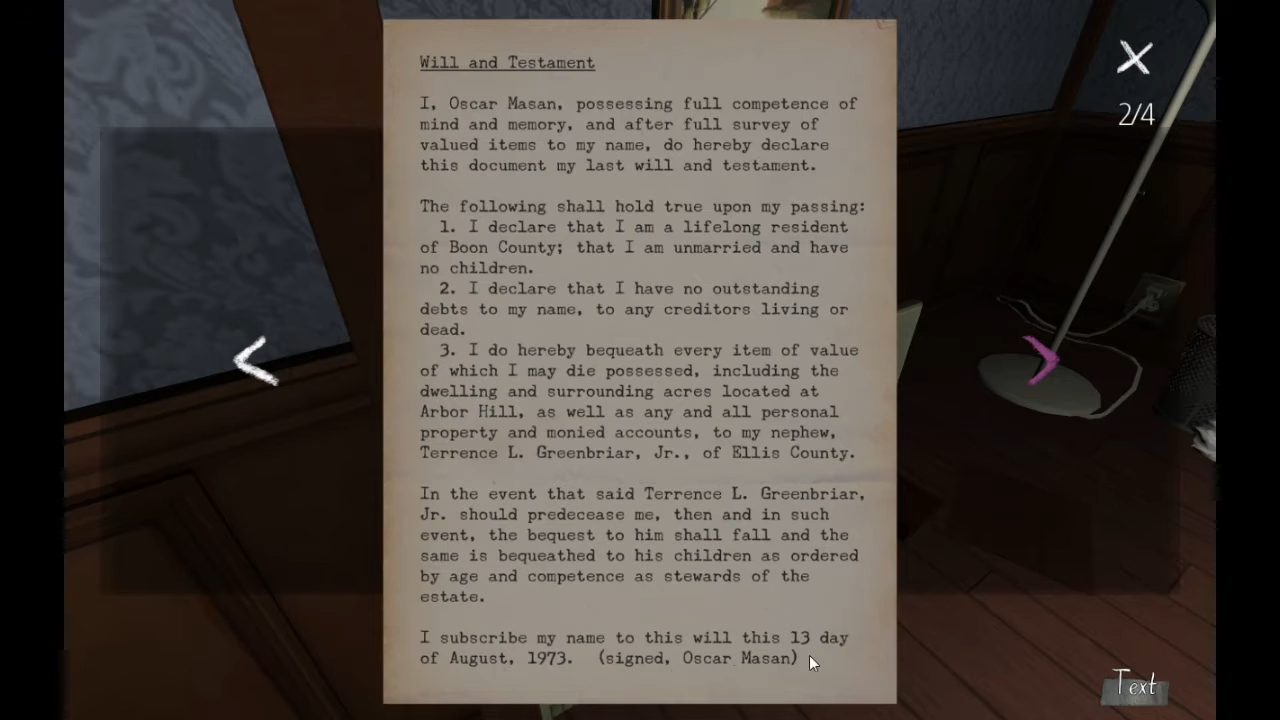 2/4
Will and Testament
I, Oscar Masan, possessing full competence of
mind and memory, and after full survey of
valued items to my name, do hereby declare
this document my last will and testament.
The following shall hold true upon my passing:
1. I declare that I am a lifelong resident
of Boon County; that I am unmarried and have
no children.
2. I declare that I have no outstanding
debts to my name, to any creditors living or
dead.
3. I do hereby bequeath every item of value
of which I may die possessed, including the
dwelling and surrounding acres located at
Arbor Hill, as well as any and all personal
property and monied accounts, to my nephew,
Terrence L. Greenbriar, Jr., of Ellis County.
In the event that said Terrence L. Greenbriar,
Jr. should predecease me, then and in such
event, the bequest to him shall fall and the
same is bequeathed to his children as ordered
by age and competence as stewards of the
estate.
I subscribe my name to this will this 13 day
of August, 1973. (signed, Oscar Masan)
Text